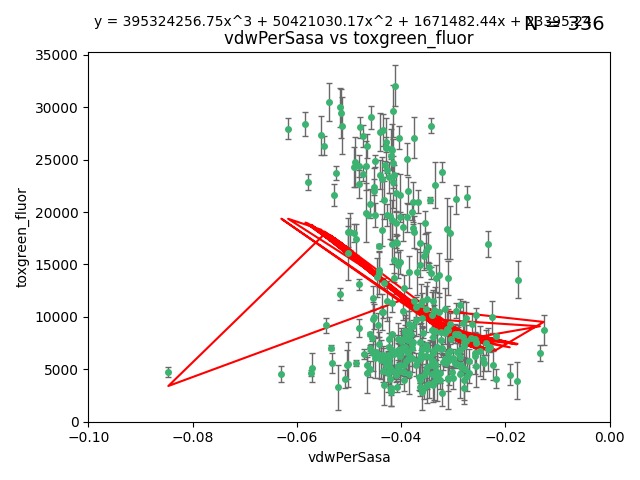 y = 395324256.75x^3 + 50421030.17x^2 + 1671482.44x +
N = 336
vdwPerSasa vs toxgreen_fluor
35000
30000
25000
20000
15000
10000
5000
0
toxgreen_fluor
−0.10 −0.08 −0.06 −0.04 −0.02 0.00
vdwPerSasa